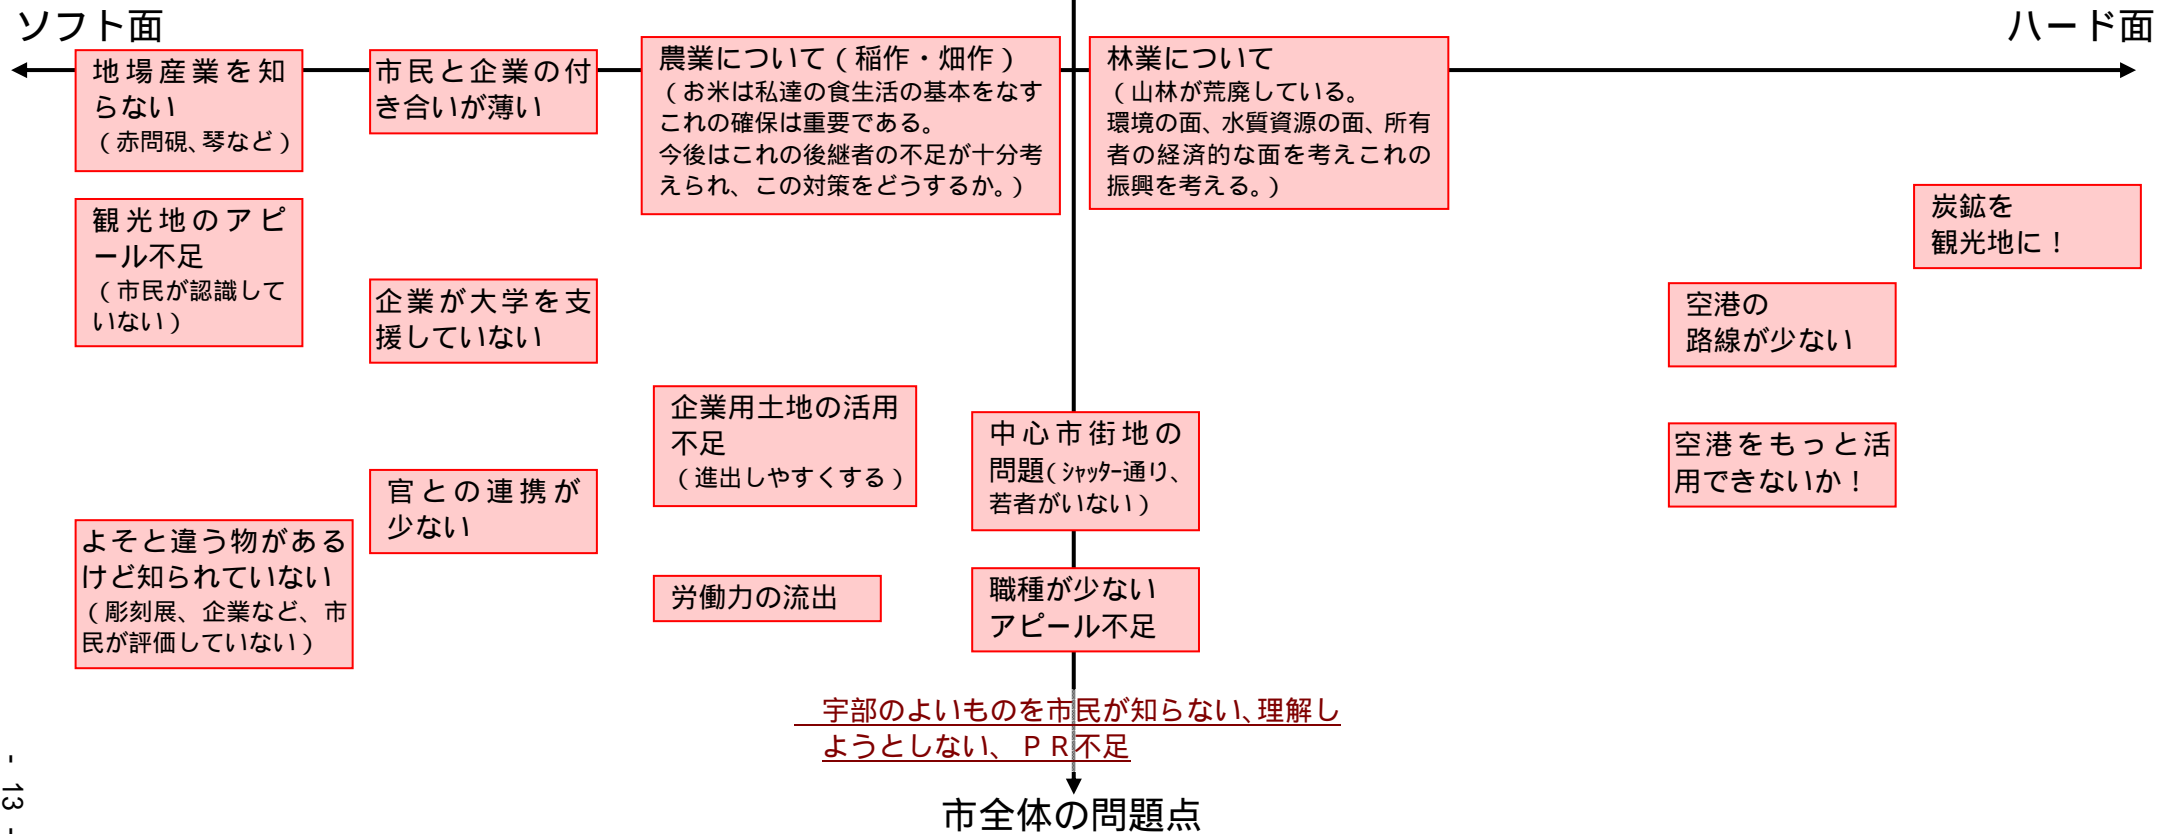 ソフト面
ハード面
地場産業を知
らない
（赤間硯、琴など）
市民と企業の付
き合いが薄い
農業について（稲作・畑作）
（お米は私達の食生活の基本をなす
これの確保は重要である。
今後はこれの後継者の不足が十分考
えられ、この対策をどうするか。）
林業について
（山林が荒廃している。
環境の面、水質資源の面、所有
者の経済的な面を考えこれの
振興を考える。）
炭鉱を
観光地に！
観光地のアピ
ール不足
（市民が認識して
いない）
企業が大学を支
援していない
空港の
路線が少ない
企業用土地の活用
不足
（進出しやすくする）
中心市街地の
問題（ｼｬｯﾀｰ通り、
若者がいない）
空港をもっと活
用できないか！
官との連携が
少ない
よそと違う物がある
けど知られていない
（彫刻展、企業など、市
民が評価していない）
労働力の流出
職種が少ない
アピール不足
宇部のよいものを市民が知らない、理解し
ようとしない、ＰＲ不足
市全体の問題点
- 13 -